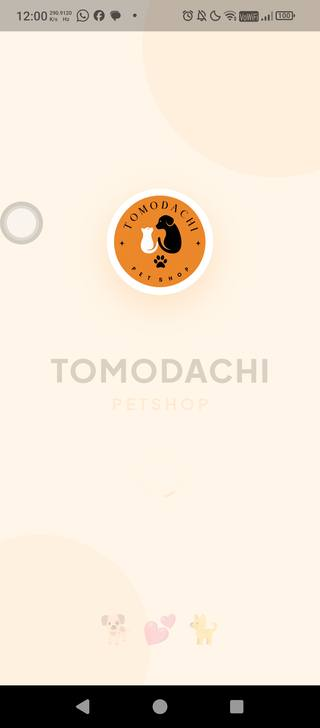 12:00 290.9120 K/s Hz VoWiFi 100
TOMODACHI
PET SHOP
TOMODACHI
PETSHOP